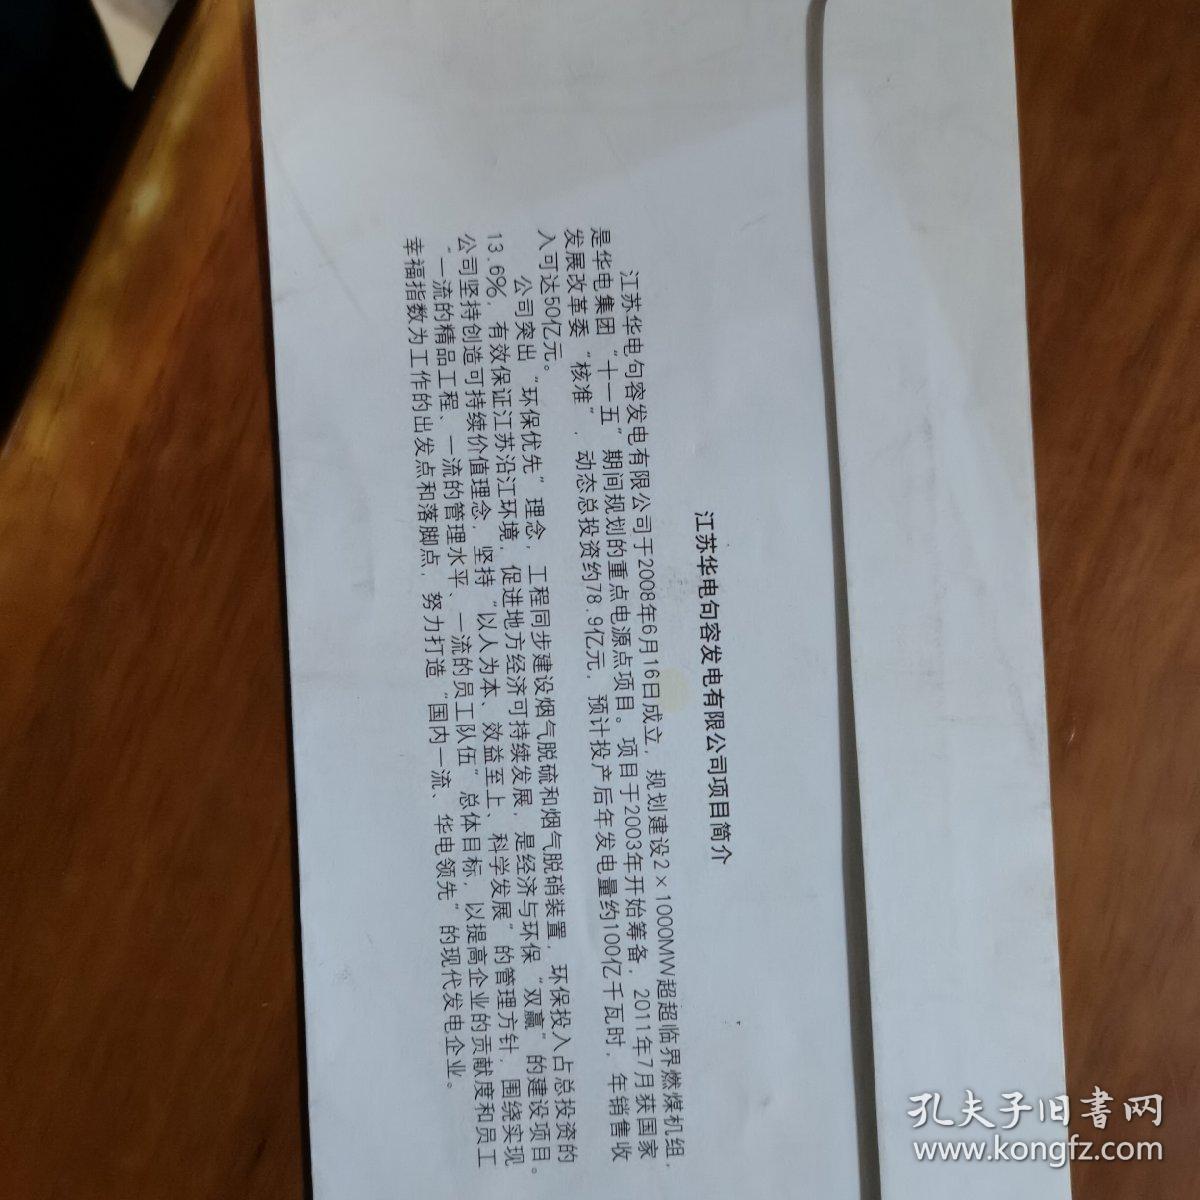 江苏华电句容发电有限公司项目简介
江苏华电句容发电有限公司于2008年6月16日成立，规划建设2×1000MW超超临界燃煤机组，
是华电集团“十一五”期间规划的重点电源点项目。项目于2003年开始筹备，2011年7月获国家
发展改革委“核准”，动态总投资约78.9亿元，预计投产后年发电量约100亿千瓦时，年销售收
入可达50亿元。
公司突出“环保优先”理念，工程同步建设烟气脱硫和烟气脱硝装置，环保投入占总投资的
13.6%，有效保证江苏沿江环境，促进地方经济可持续发展，是经济与环保“双赢”的建设项目。
公司坚持创造可持续价值理念，坚持“以人为本、效益至上、科学发展”的管理方针，围绕实现
“一流的精品工程、一流的管理水平、一流的员工队伍”总体目标，以提高企业的贡献度和员工
幸福指数为工作的出发点和落脚点，努力打造“国内一流、华电领先”的现代发电企业。
孔夫子旧书网
www.kongfz.com